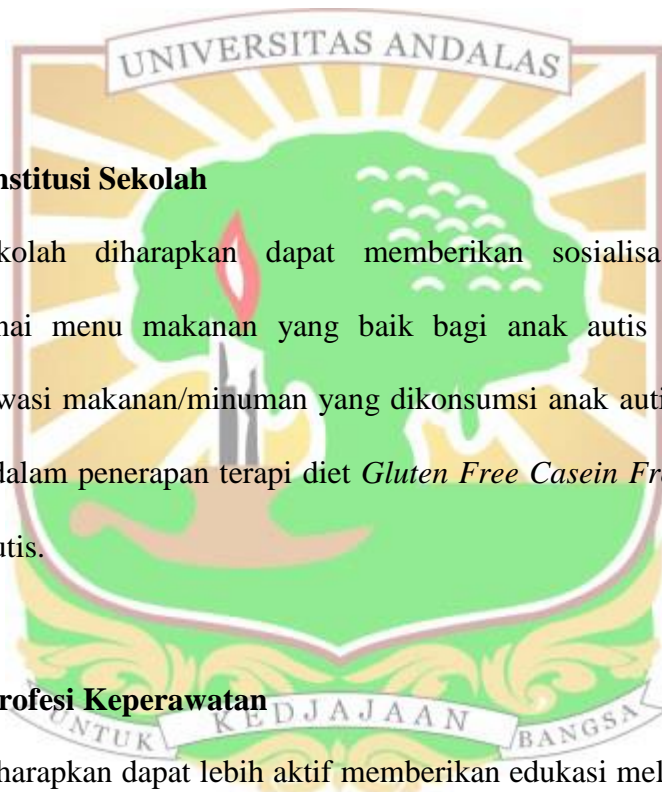 UNIVERSITAS ANDALAS
nstitusi Sekolah
kolah diharapkan dapat memberikan sosialisa
nai menu makanan yang baik bagi anak autis
wasi makanan/minuman yang dikonsumsi anak auti
dalam penerapan terapi diet Gluten Free Casein Fr
utis.
rofesi Keperawatan
UNTUK KEDJAJAAN BANGSA
harapkan dapat lebih aktif memberikan edukasi mel